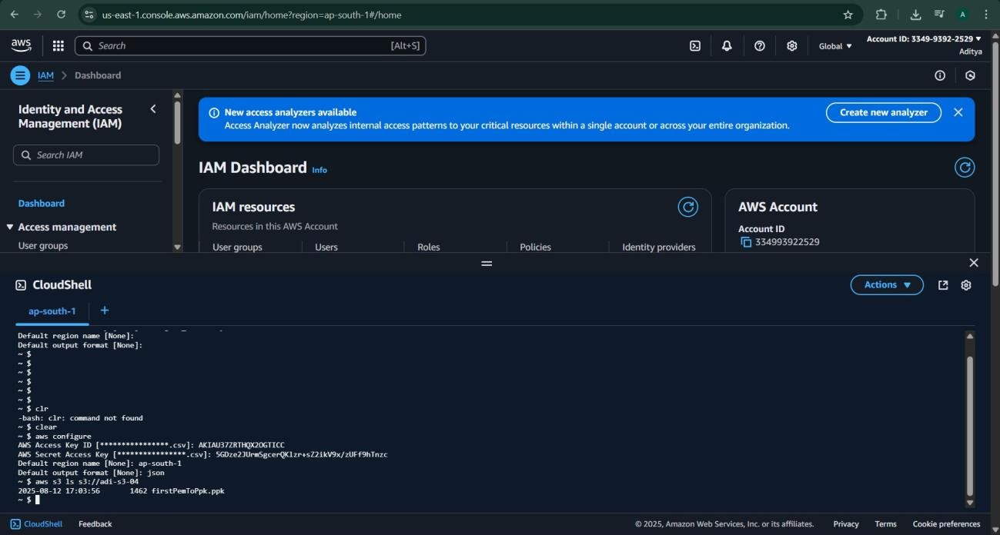 us-east-1.console.aws.amazon.com/iam/home?region=ap-south-1#/home
A
aws
Search
[Alt+S]
Global
Account ID: 3349-9392-2529
Aditya
IAM
Dashboard
Identity and Access
Management (IAM)
Search IAM
Dashboard
Access management
User groups
New access analyzers available
Access Analyzer now analyzes internal access patterns to your critical resources within a single account or across your entire organization.
Create new analyzer
IAM Dashboard Info
IAM resources
Resources in this AWS Account
User groups
Users
Roles
Policies
Identity providers
AWS Account
Account ID
334993922529
CloudShell
Actions
ap-south-1
+
Default region name [None]:
Default output format [None]:
~ $
~ $
~ $
~ $
~ $
~ $
~ $ clr
-bash: clr: command not found
~ $ clear
~ $ aws configure
AWS Access Key ID [****************.csv]:
AWS Secret Access Key [****************.csv]:
Default region name [None]: ap-south-1
Default output format [None]: json
~ $ aws s3 ls s3://adi-s3-04
2025-08-12 17:03:56 1462 firstPemToPpk.ppk
~ $
CloudShell
Feedback
© 2025, Amazon Web Services, Inc. or its affiliates.
Privacy
Terms
Cookie preferences